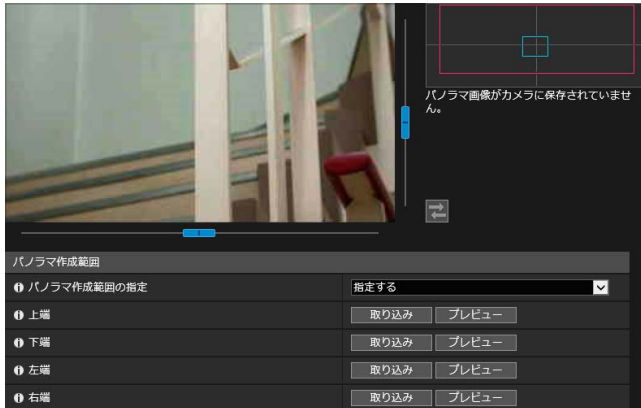 パノラマ画像がカメラに保存されていませ
ん。
パノラマ作成範囲
パノラマ作成範囲の指定 指定する
上端 取り込み プレビュー
下端 取り込み プレビュー
左端 取り込み プレビュー
右端 取り込み プレビュー